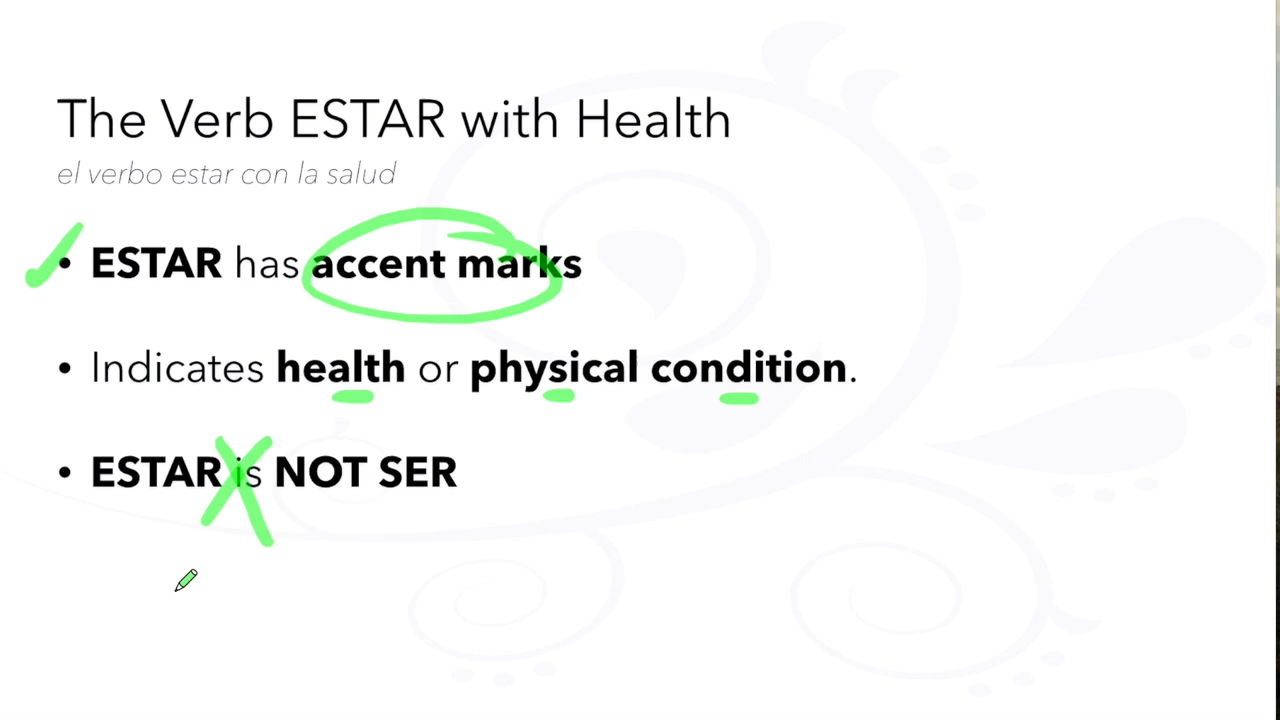 The Verb ESTAR with Health
el verbo estar con la salud
• ESTAR has accent marks
• Indicates health or physical condition.
• ESTAR is NOT SER